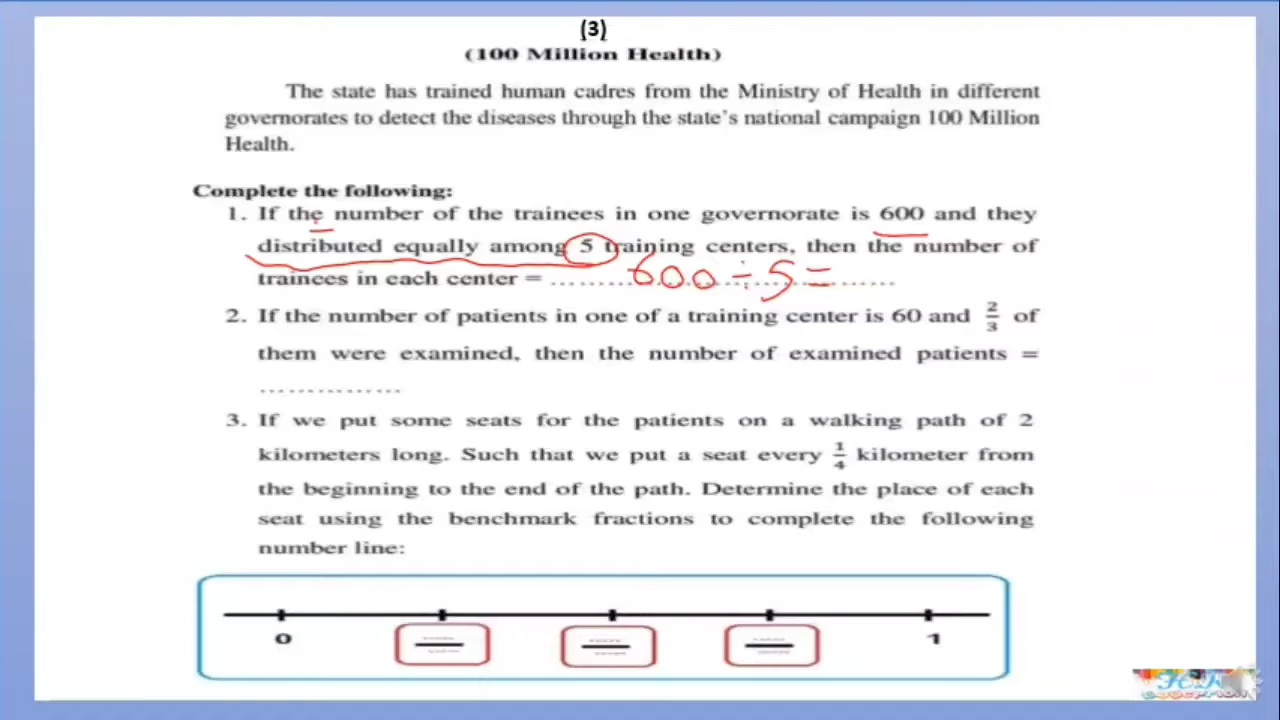 (3)
(100 Million Health)
The state has trained human cadres from the Ministry of Health in different
governorates to detect the diseases through the state's national campaign 100 Million
Health.
Complete the following:
1. If the number of the trainees in one governorate is 600 and they
distributed equally among 5 training centers, then the number of
trainees in each center = ........ 600 ÷ 5 = ........
2. If the number of patients in one of a training center is 60 and 2/3 of
them were examined, then the number of examined patients =
...............
3. If we put some seats for the patients on a walking path of 2
kilometers long. Such that we put a seat every 1/4 kilometer from
the beginning to the end of the path. Determine the place of each
seat using the benchmark fractions to complete the following
number line:
0 1